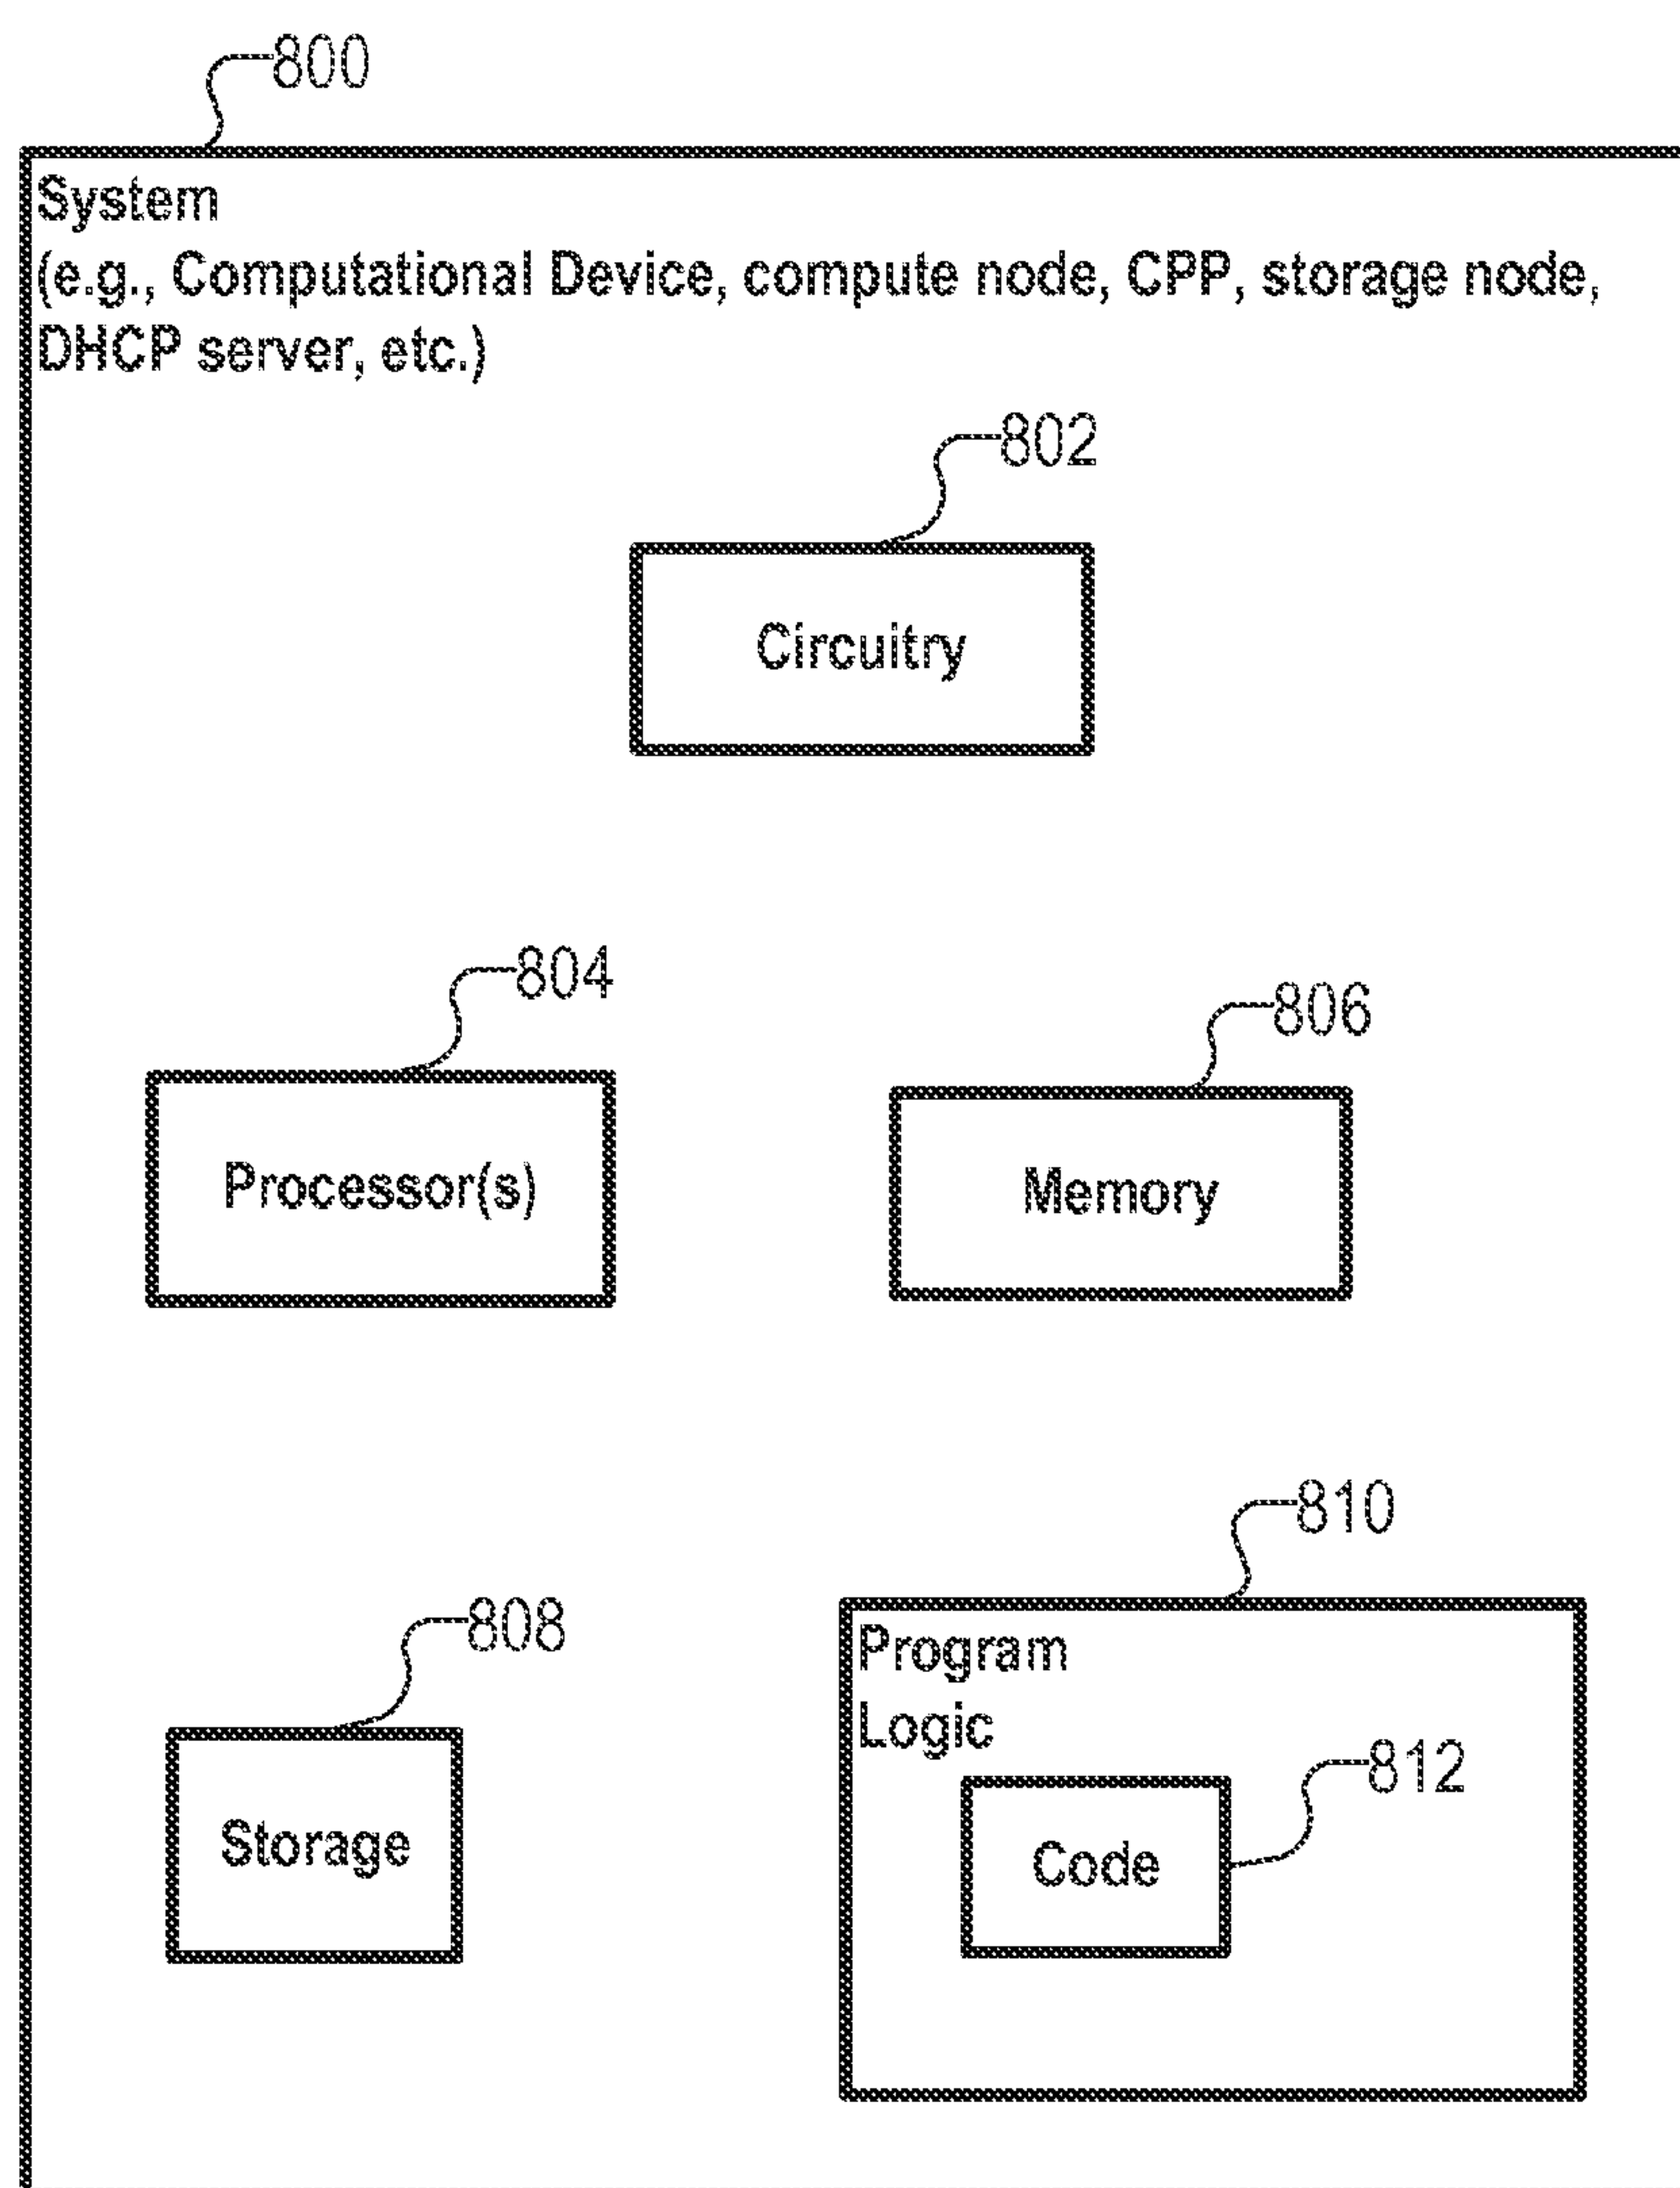 800
System
(e.g., Computational Device, compute node, CPP, storage node,
DHCP server, etc.)
802
Circuitry
804
806
Processor(s)
Memory
810
808
Program
Logic
812
Storage
Code